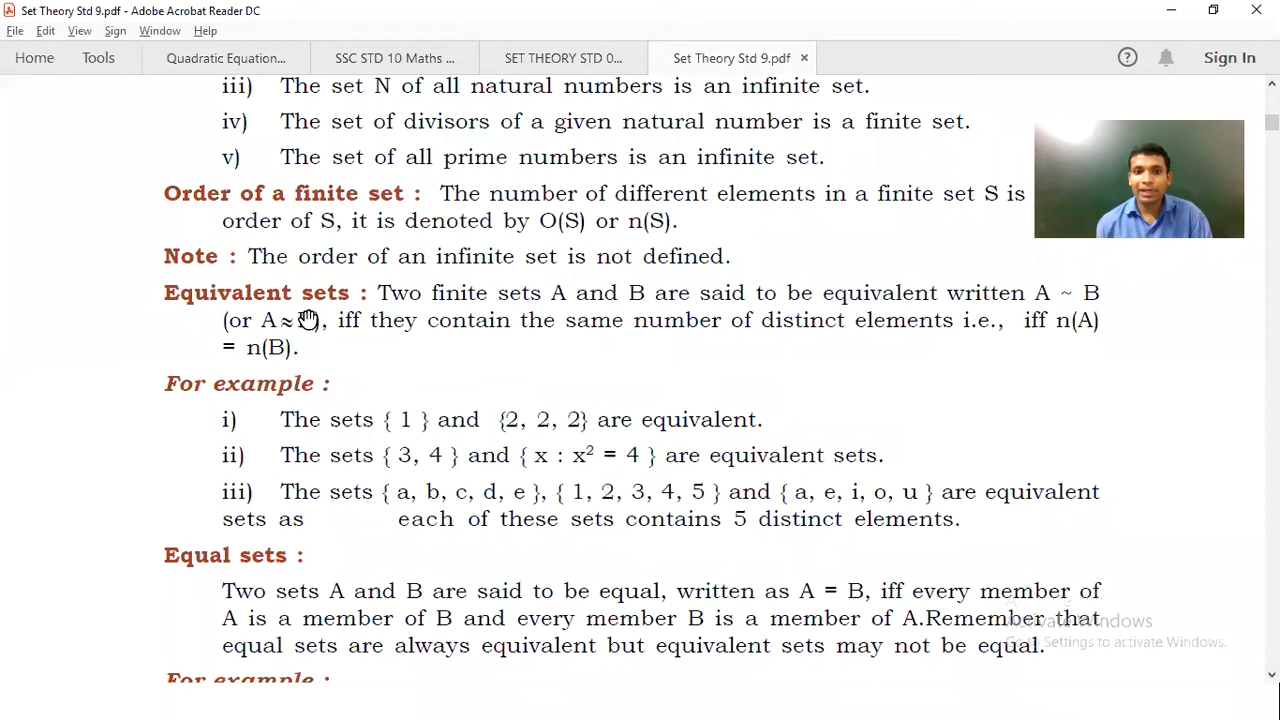 Set Theory Std 9.pdf - Adobe Acrobat Reader DC
File Edit View Sign Window Help
Home Tools Quadratic Equation... SSC STD 10 Maths ... SET THEORY STD 0... Set Theory Std 9.pdf × Sign In
iii) The set N of all natural numbers is an infinite set.
iv) The set of divisors of a given natural number is a finite set.
v) The set of all prime numbers is an infinite set.
Order of a finite set : The number of different elements in a finite set S is
order of S, it is denoted by O(S) or n(S).
Note : The order of an infinite set is not defined.
Equivalent sets : Two finite sets A and B are said to be equivalent written A ~ B
(or A ≈ ), iff they contain the same number of distinct elements i.e., iff n(A)
= n(B).
For example :
i) The sets { 1 } and {2, 2, 2} are equivalent.
ii) The sets { 3, 4 } and { x : x² = 4 } are equivalent sets.
iii) The sets { a, b, c, d, e }, { 1, 2, 3, 4, 5 } and { a, e, i, o, u } are equivalent
sets as each of these sets contains 5 distinct elements.
Equal sets :
Two sets A and B are said to be equal, written as A = B, iff every member of
A is a member of B and every member B is a member of A.Remember that
equal sets are always equivalent but equivalent sets may not be equal.
For example :
Activate Windows
Go to Settings to activate Windows.